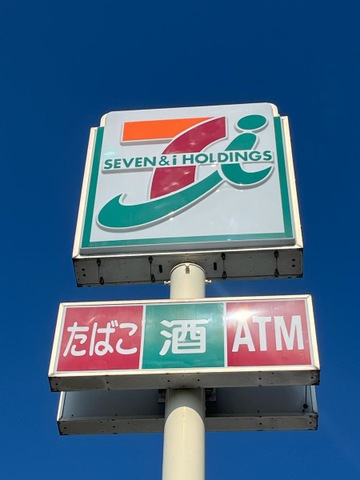 SEVEN & i HOLDINGS
たばこ 酒 ATM